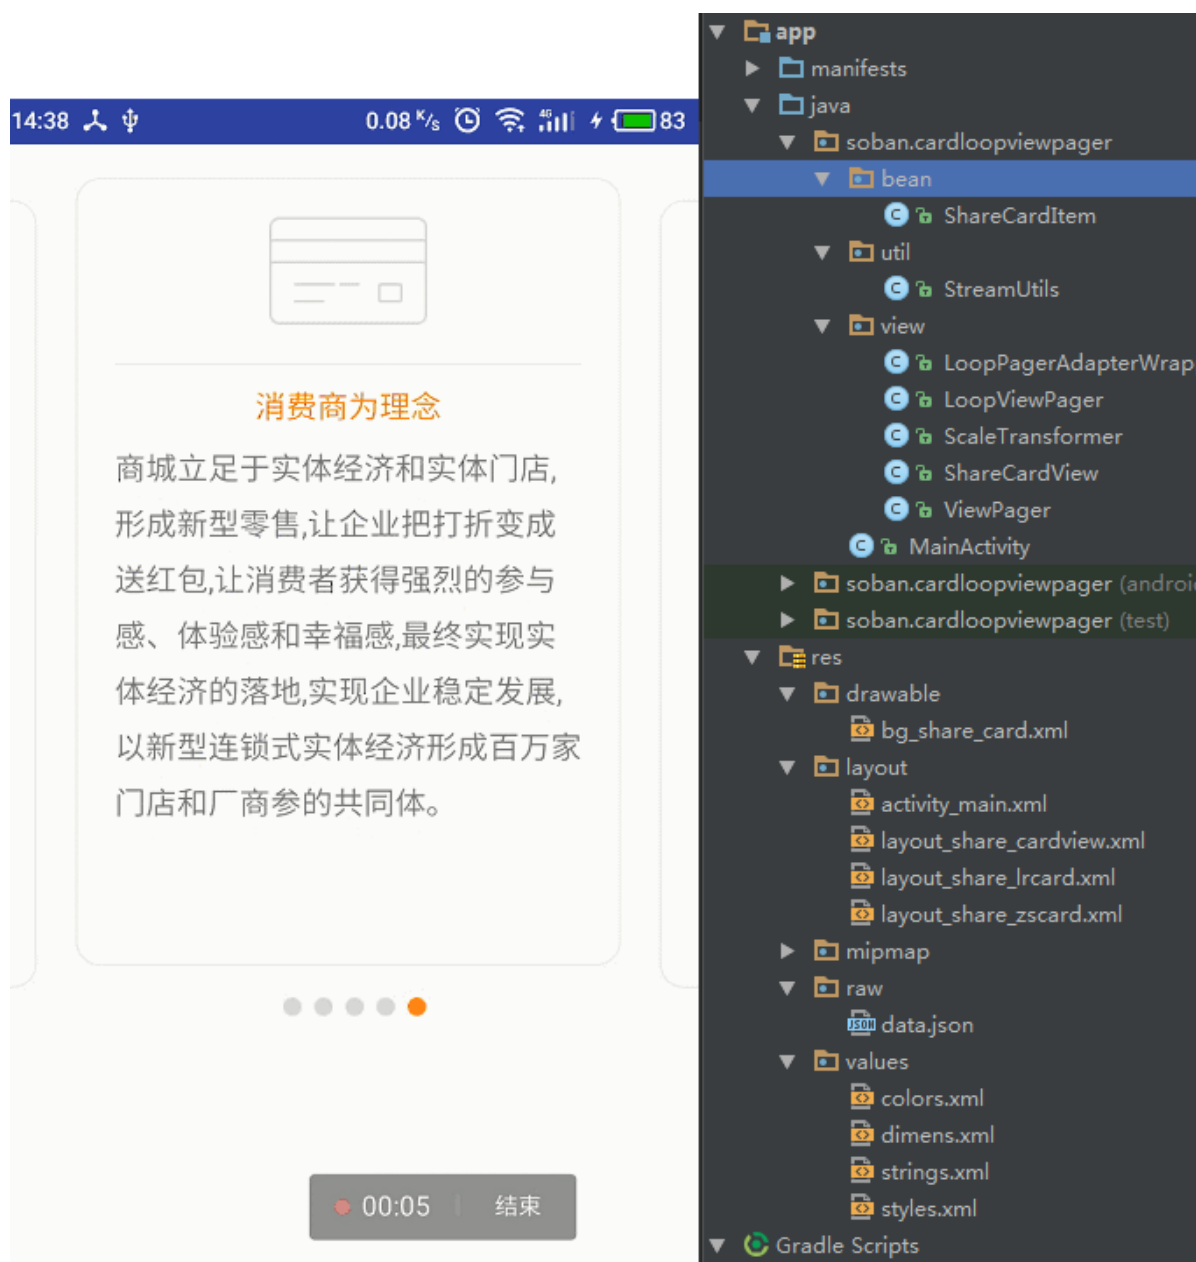 14:38
0.08 K/s
4G
83
消费商为理念
商城立足于实体经济和实体门店,
形成新型零售,让企业把打折变成
送红包,让消费者获得强烈的参与
感、体验感和幸福感,最终实现实
体经济的落地,实现企业稳定发展,
以新型连锁式实体经济形成百万家
门店和厂商参的共同体。
00:05
结束
app
manifests
java
soban.cardloopviewpager
bean
C ShareCardItem
util
C StreamUtils
view
C LoopPagerAdapterWrap
C LoopViewPager
C ScaleTransformer
C ShareCardView
C ViewPager
C MainActivity
soban.cardloopviewpager (androi
soban.cardloopviewpager (test)
res
drawable
bg_share_card.xml
layout
activity_main.xml
layout_share_cardview.xml
layout_share_lrcard.xml
layout_share_zscard.xml
mipmap
raw
JSON data.json
values
colors.xml
dimens.xml
strings.xml
styles.xml
Gradle Scripts